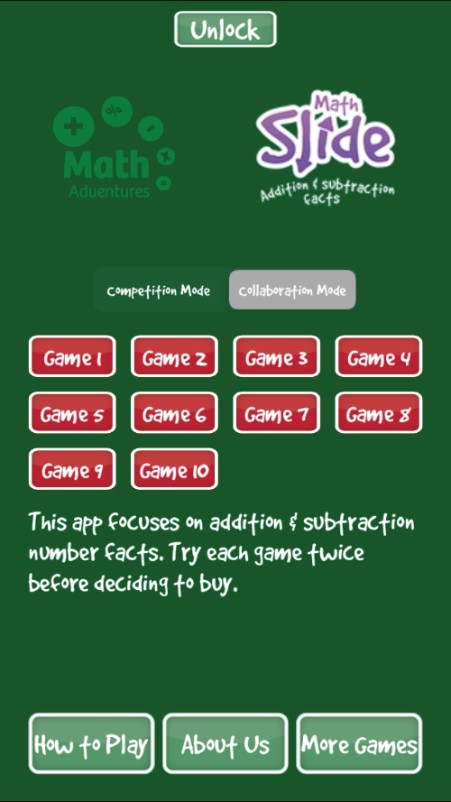 Unlock
Math
Adventures
Math
Slide
Addition & subtraction
facts
Competition Mode Collaboration Mode
Game 1 Game 2 Game 3 Game 4
Game 5 Game 6 Game 7 Game 8
Game 9 Game 10
This app focuses on addition & subtraction
number facts. Try each game twice
before deciding to buy.
How to Play About Us More Games